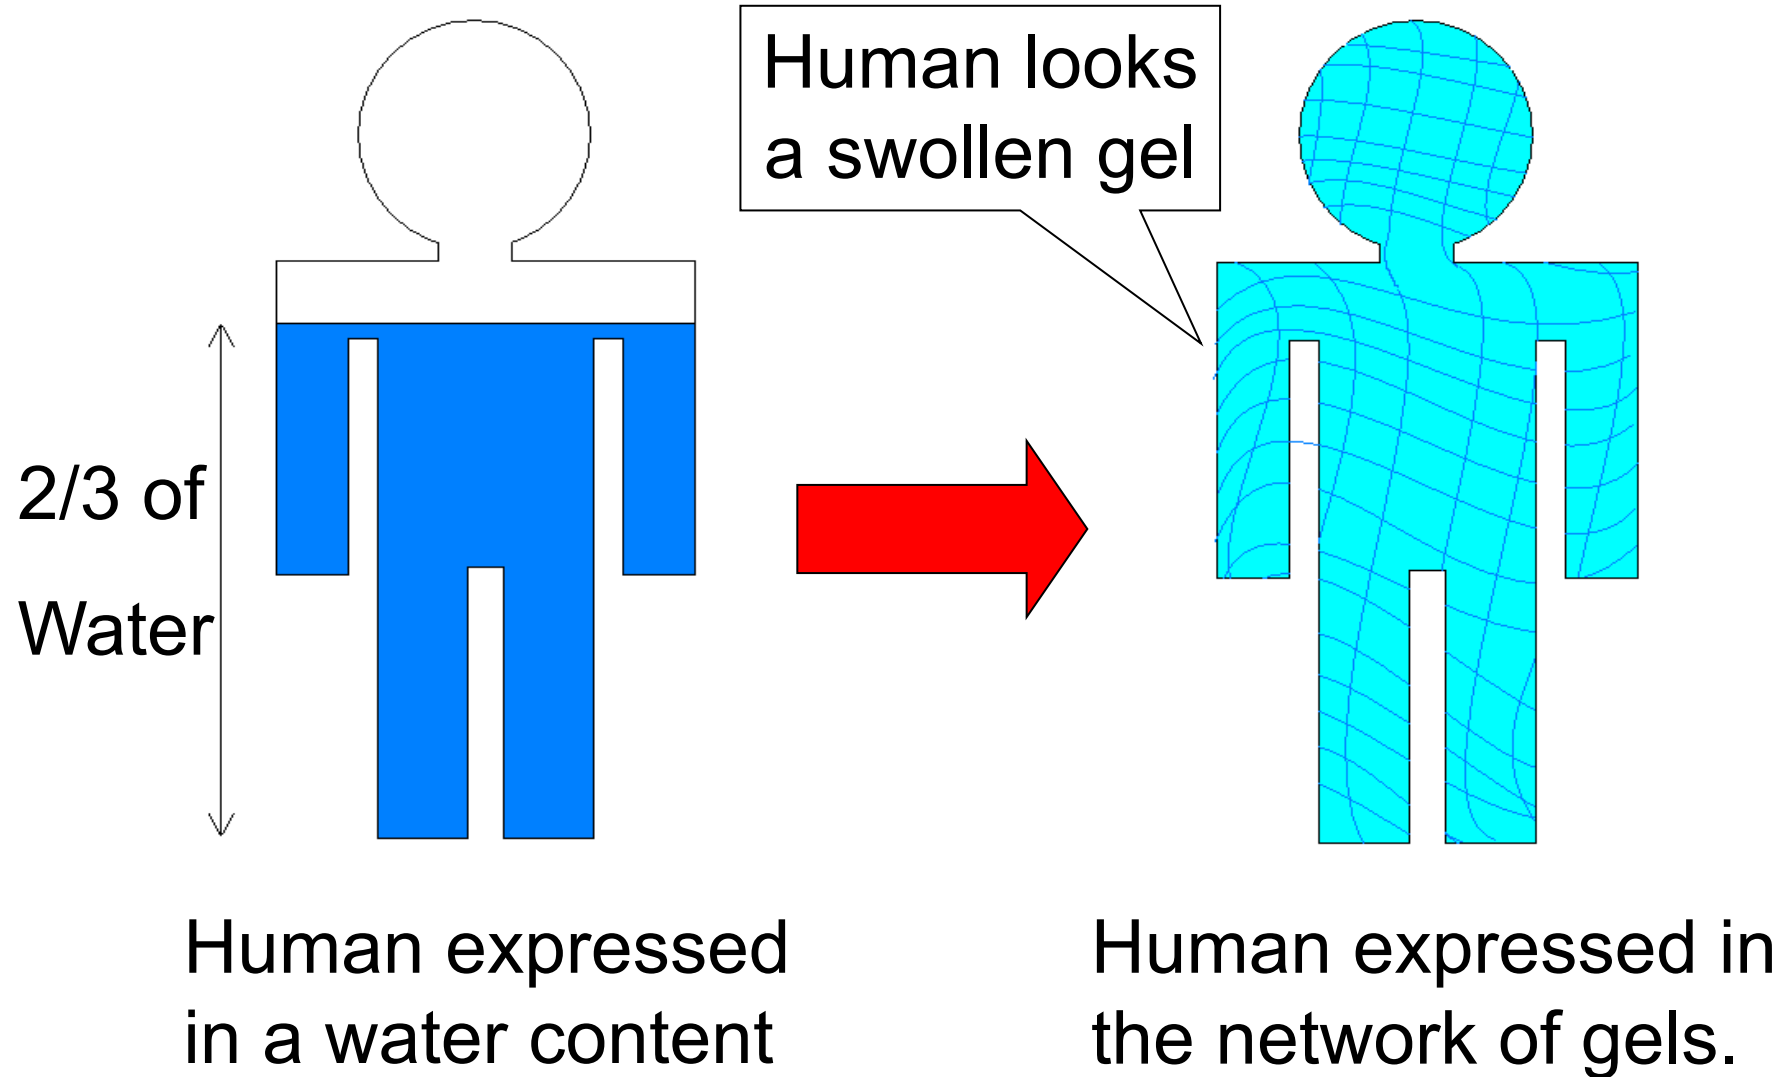 Human looks
a swollen gel
2/3 of
Water
Human expressed
in a water content
Human expressed in
the network of gels.